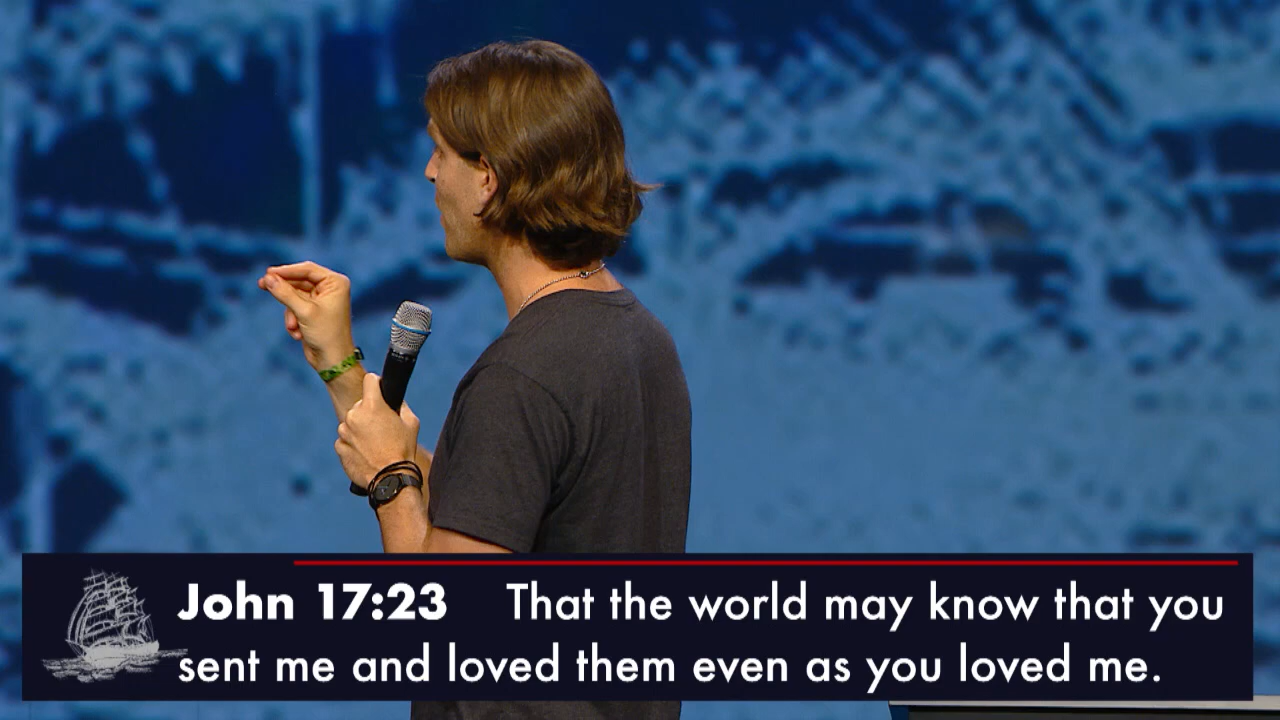 John 17:23 That the world may know that you
sent me and loved them even as you loved me.